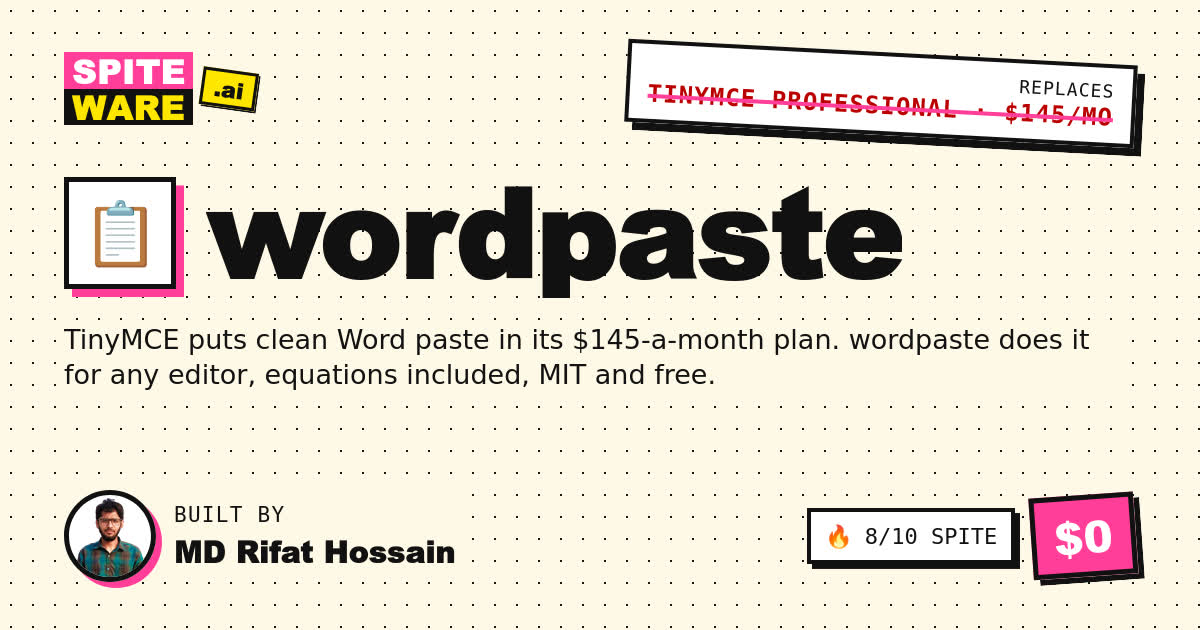 SPITE
WARE
.ai
REPLACES
TINYMCE PROFESSIONAL · $145/MO
wordpaste
TinyMCE puts clean Word paste in its $145-a-month plan. wordpaste does it
for any editor, equations included, MIT and free.
BUILT BY
MD Rifat Hossain
🔥 8/10 SPITE
$0